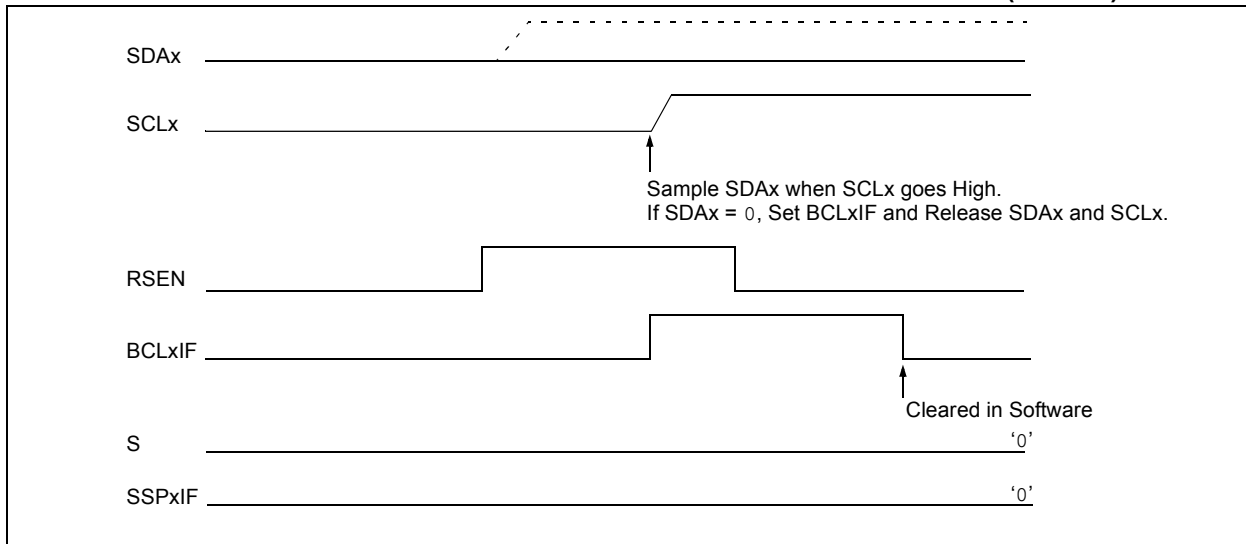 SDAx
SCLx
Sample SDAx when SCLx goes High.
If SDAx = 0, Set BCLxIF and Release SDAx and SCLx.
RSEN
BCLxIF
Cleared in Software
S
‘0’
SSPxIF
‘0’